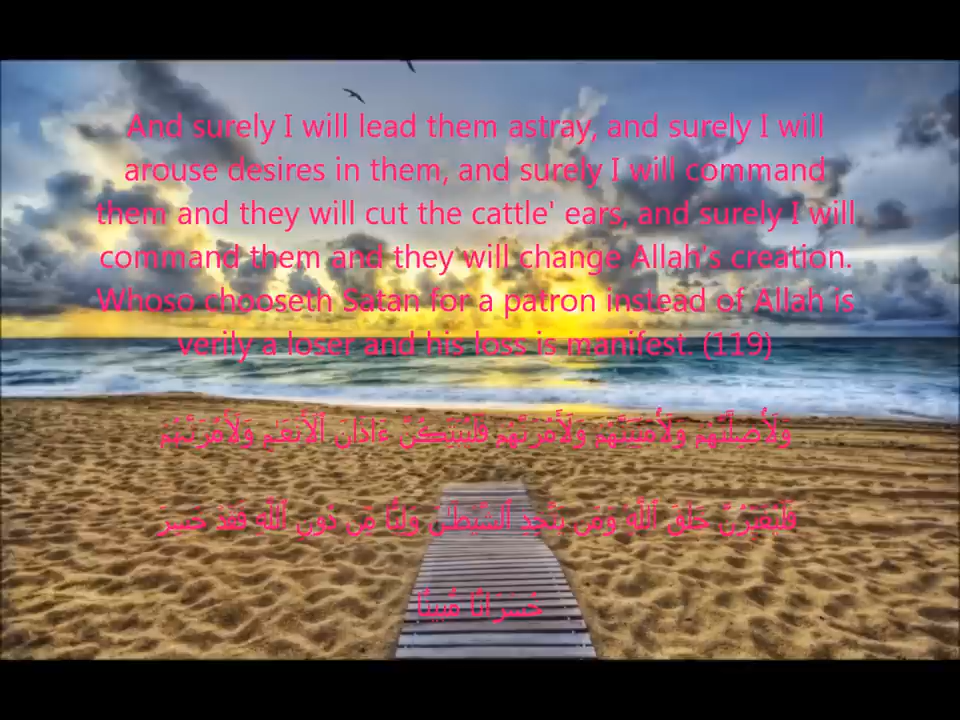 And surely I will lead them astray, and surely I will
arouse desires in them, and surely I will command
them and they will cut the cattle' ears, and surely I will
command them and they will change Allah's creation.
Whoso chooseth Satan for a patron instead of Allah is
verily a loser and his loss is manifest. (119)
وَلَأُضِلَّنَّهُمْ وَلَأُمَنِّيَنَّهُمْ وَلَءَامُرَنَّهُمْ فَلَيُبَتِّكُنَّ ءَاذَانَ ٱلْأَنْعَـٰمِ وَلَءَامُرَنَّهُمْ
فَلَيُغَيِّرُنَّ خَلْقَ ٱللَّهِ وَمَن يَتَّخِذِ ٱلشَّيْطَـٰنَ وَلِيًّا مِّن دُونِ ٱللَّهِ فَقَدْ خَسِرَ
خُسْرَانًا مُّبِينًا